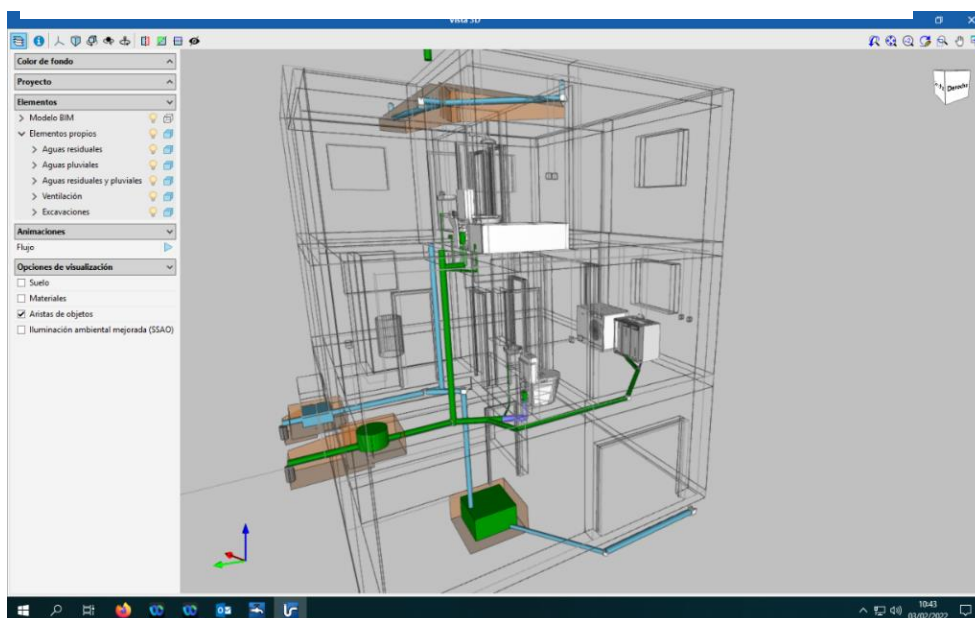 Vista 3D
Color de fondo
Proyecto
Elementos
Modelo BIM
Elementos propios
Aguas residuales
Aguas pluviales
Aguas residuales y pluviales
Ventilación
Excavaciones
Animaciones
Flujo
Opciones de visualización
Suelo
Materiales
Aristas de objetos
Iluminación ambiental mejorada (SSAO)
Derecha
10:43
03/02/2022